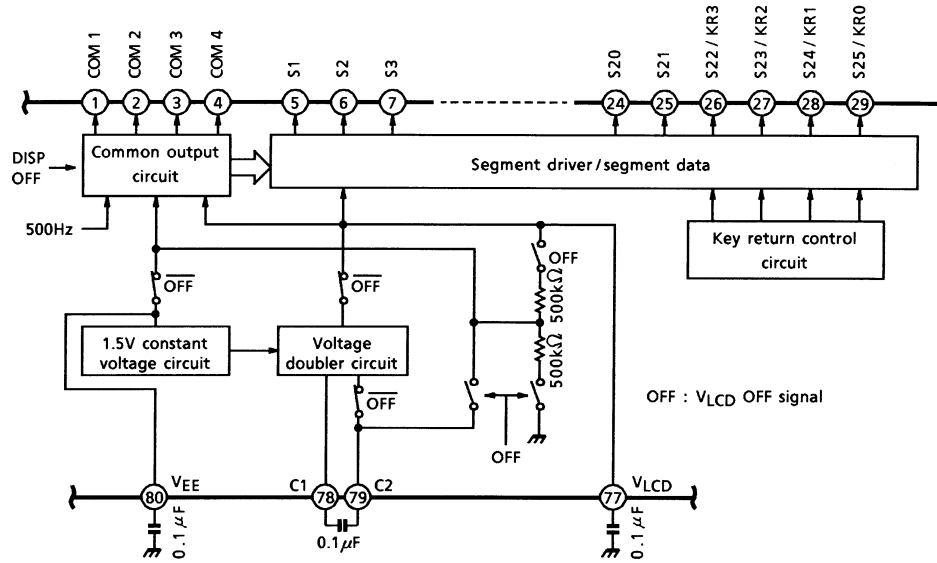 COM 1
COM 2
COM 3
COM 4
S1
S2
S3
S20
S21
S22 / KR3
S23 / KR2
S24 / KR1
S25 / KR0
1
2
3
4
5
6
7
24
25
26
27
28
29
DISP
OFF
Common output
circuit
Segment driver / segment data
500Hz
Key return control
circuit
OFF
OFF
OFF
500kΩ
500kΩ
1.5V constant
voltage circuit
Voltage
doubler circuit
OFF
OFF
OFF : VLCD OFF signal
80
VEE
C1
78
79
C2
77
VLCD
0.1μF
0.1μF
0.1μF